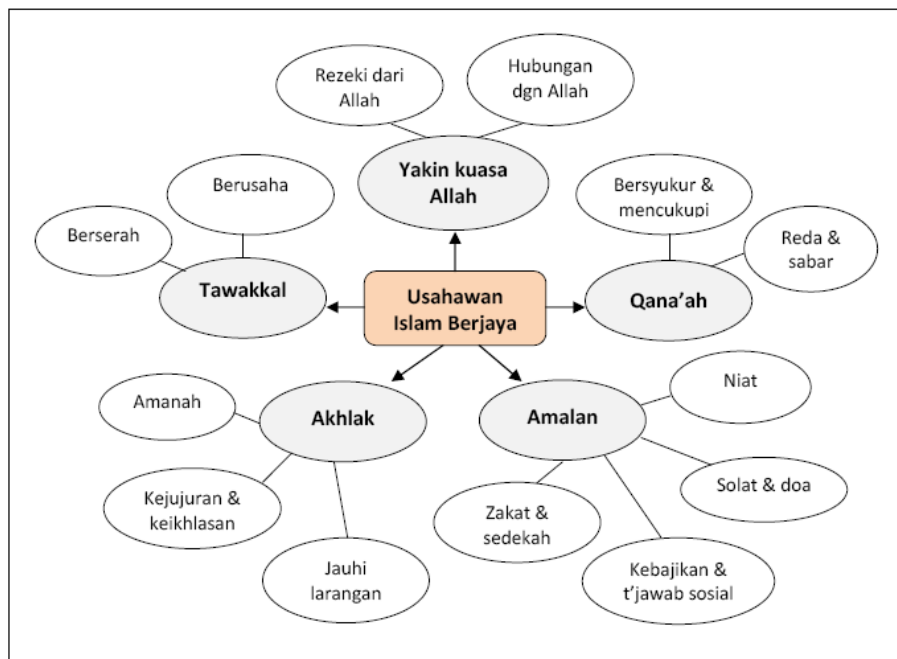 Rezeki dari
Allah
Hubungan
dgn Allah
Yakin kuasa
Allah
Berusaha
Berserah
Tawakkal
Bersyukur &
mencukupi
Reda &
sabar
Qana’ah
Usahawan
Islam Berjaya
Amanah
Akhlak
Kejujuran &
keikhlasan
Jauhi
larangan
Amalan
Niat
Solat & doa
Zakat &
sedekah
Kebajikan &
t’jawab sosial